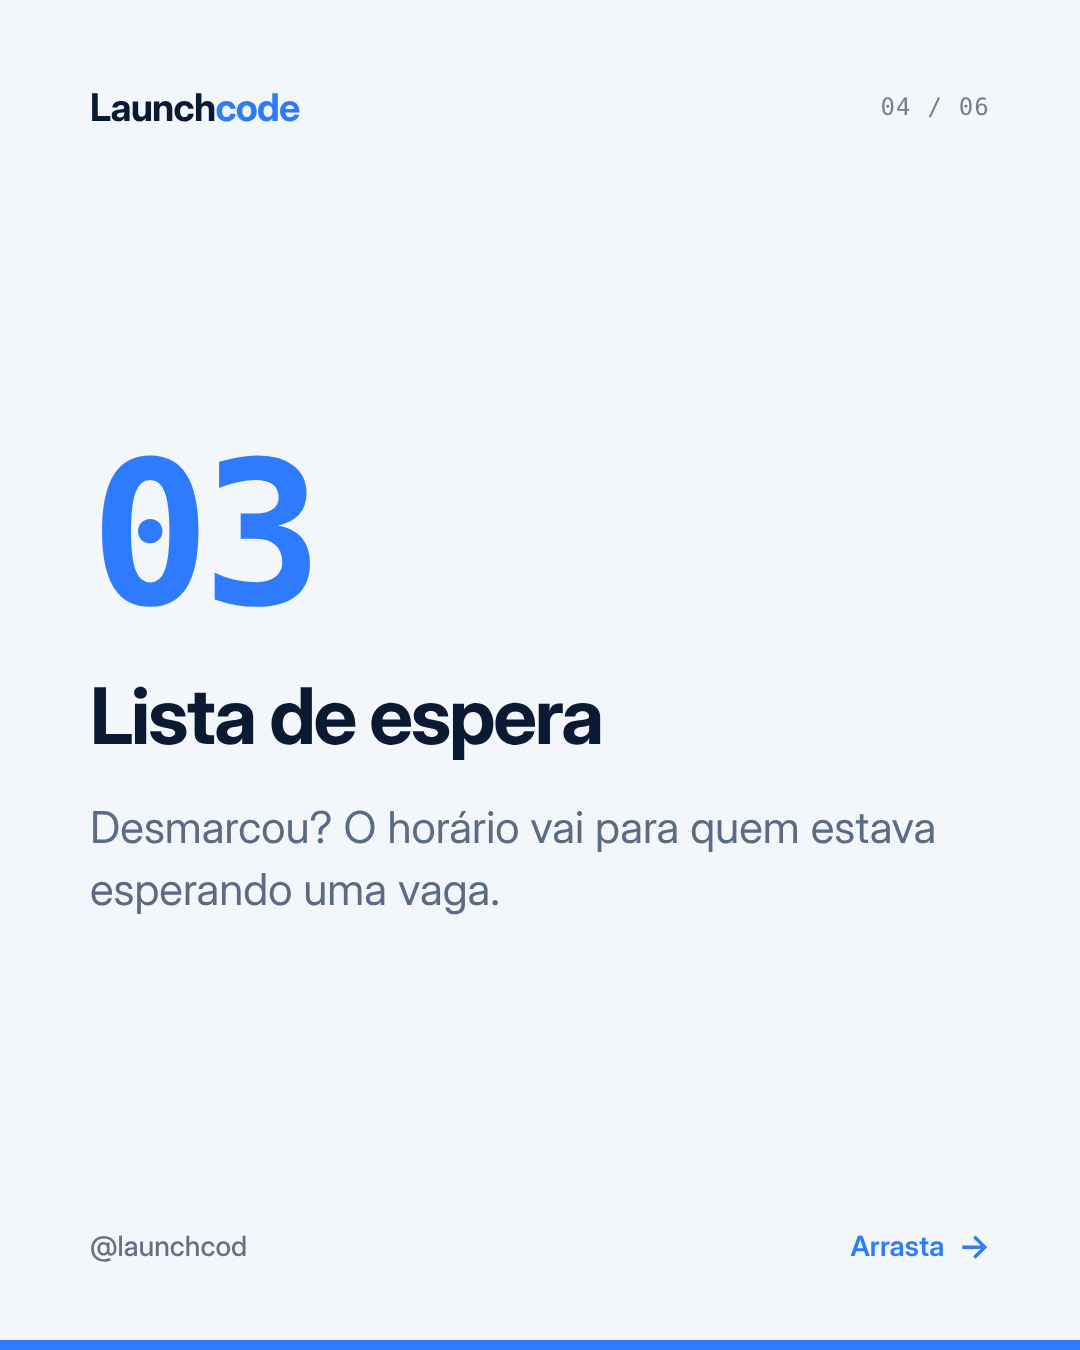 Launchcode
04 / 06
03
Lista de espera
Desmarcou? O horário vai para quem estava
esperando uma vaga.
@launchcod
Arrasta →